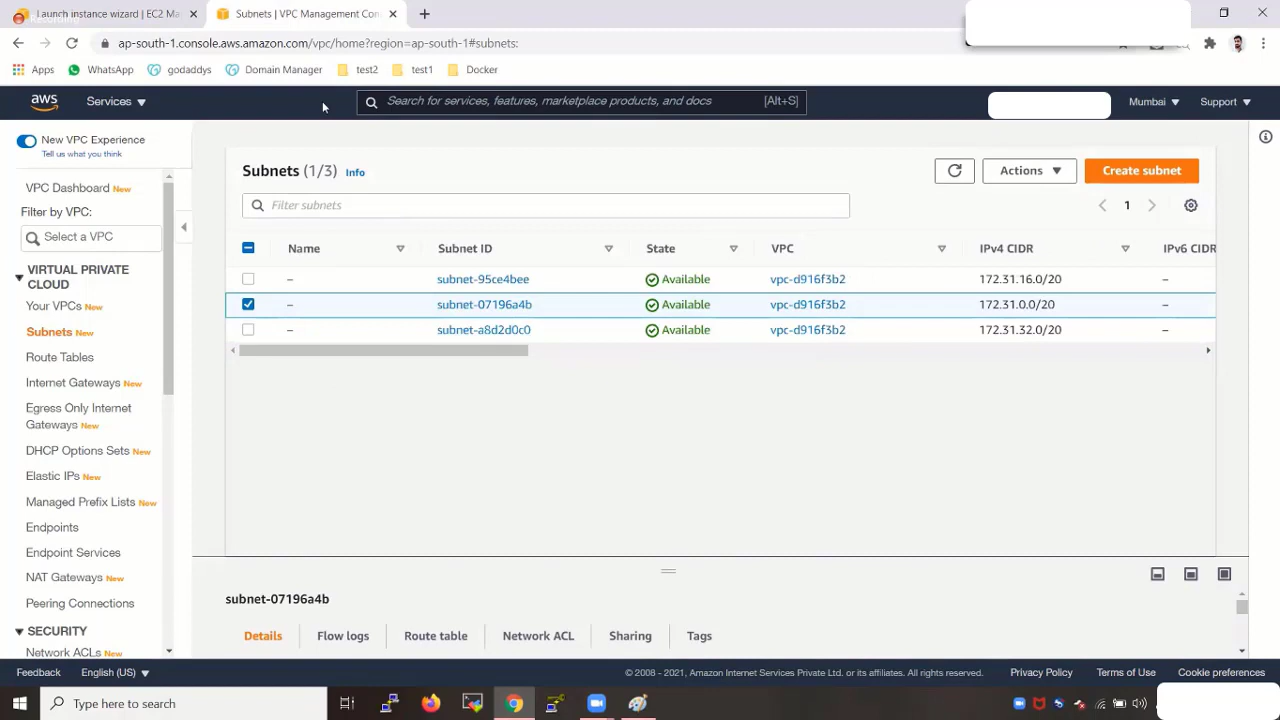 Launch instance wizard | EC2 M
Subnets | VPC Management Con
Recording
ap-south-1.console.aws.amazon.com/vpc/home?region=ap-south-1#subnets:
Apps WhatsApp godaddys Domain Manager test2 test1 Docker
aws Services Search for services, features, marketplace products, and docs [Alt+S] Mumbai Support
New VPC Experience
Tell us what you think
VPC Dashboard New
Filter by VPC:
Select a VPC
VIRTUAL PRIVATE
CLOUD
Your VPCs New
Subnets New
Route Tables
Internet Gateways New
Egress Only Internet
Gateways New
DHCP Options Sets New
Elastic IPs New
Managed Prefix Lists New
Endpoints
Endpoint Services
NAT Gateways New
Peering Connections
SECURITY
Network ACLs New
Subnets (1/3) Info Actions Create subnet
Filter subnets 1
Name Subnet ID State VPC IPv4 CIDR IPv6 CIDR
– subnet-95ce4bee Available vpc-d916f3b2 172.31.16.0/20 –
– subnet-07196a4b Available vpc-d916f3b2 172.31.0.0/20 –
– subnet-a8d2d0c0 Available vpc-d916f3b2 172.31.32.0/20 –
subnet-07196a4b
Details Flow logs Route table Network ACL Sharing Tags
Feedback English (US) © 2008 - 2021, Amazon Internet Services Private Ltd. or its affiliates. All rights reserved. Privacy Policy Terms of Use Cookie preferences
Type here to search